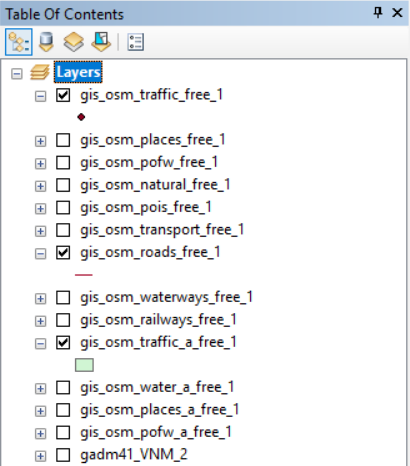 Table Of Contents
Layers
gis_osm_traffic_free_1
gis_osm_places_free_1
gis_osm_pofw_free_1
gis_osm_natural_free_1
gis_osm_pois_free_1
gis_osm_transport_free_1
gis_osm_roads_free_1
gis_osm_waterways_free_1
gis_osm_railways_free_1
gis_osm_traffic_a_free_1
gis_osm_water_a_free_1
gis_osm_places_a_free_1
gis_osm_pofw_a_free_1
gadm41_VNM_2